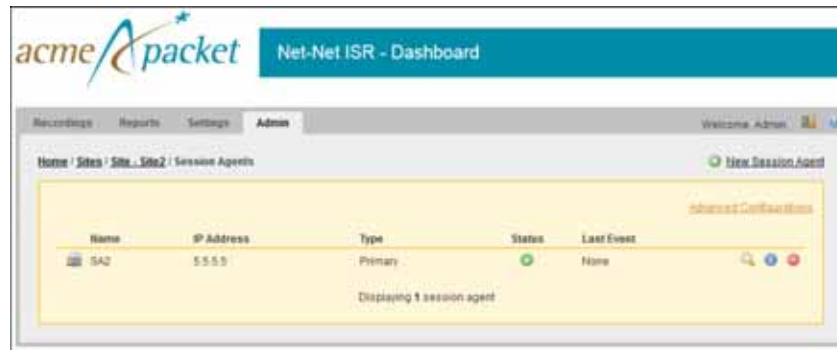 acme packet
Net-Net ISR - Dashboard
Recordings Reports Settings Admin
Welcome, Admin
Home / Sites / Site - Site2 / Session Agents
New Session Agent
Advanced Configurations
Name IP Address Type Status Last Event
SA2 5.5.5.5 Primary None
Displaying 1 session agent